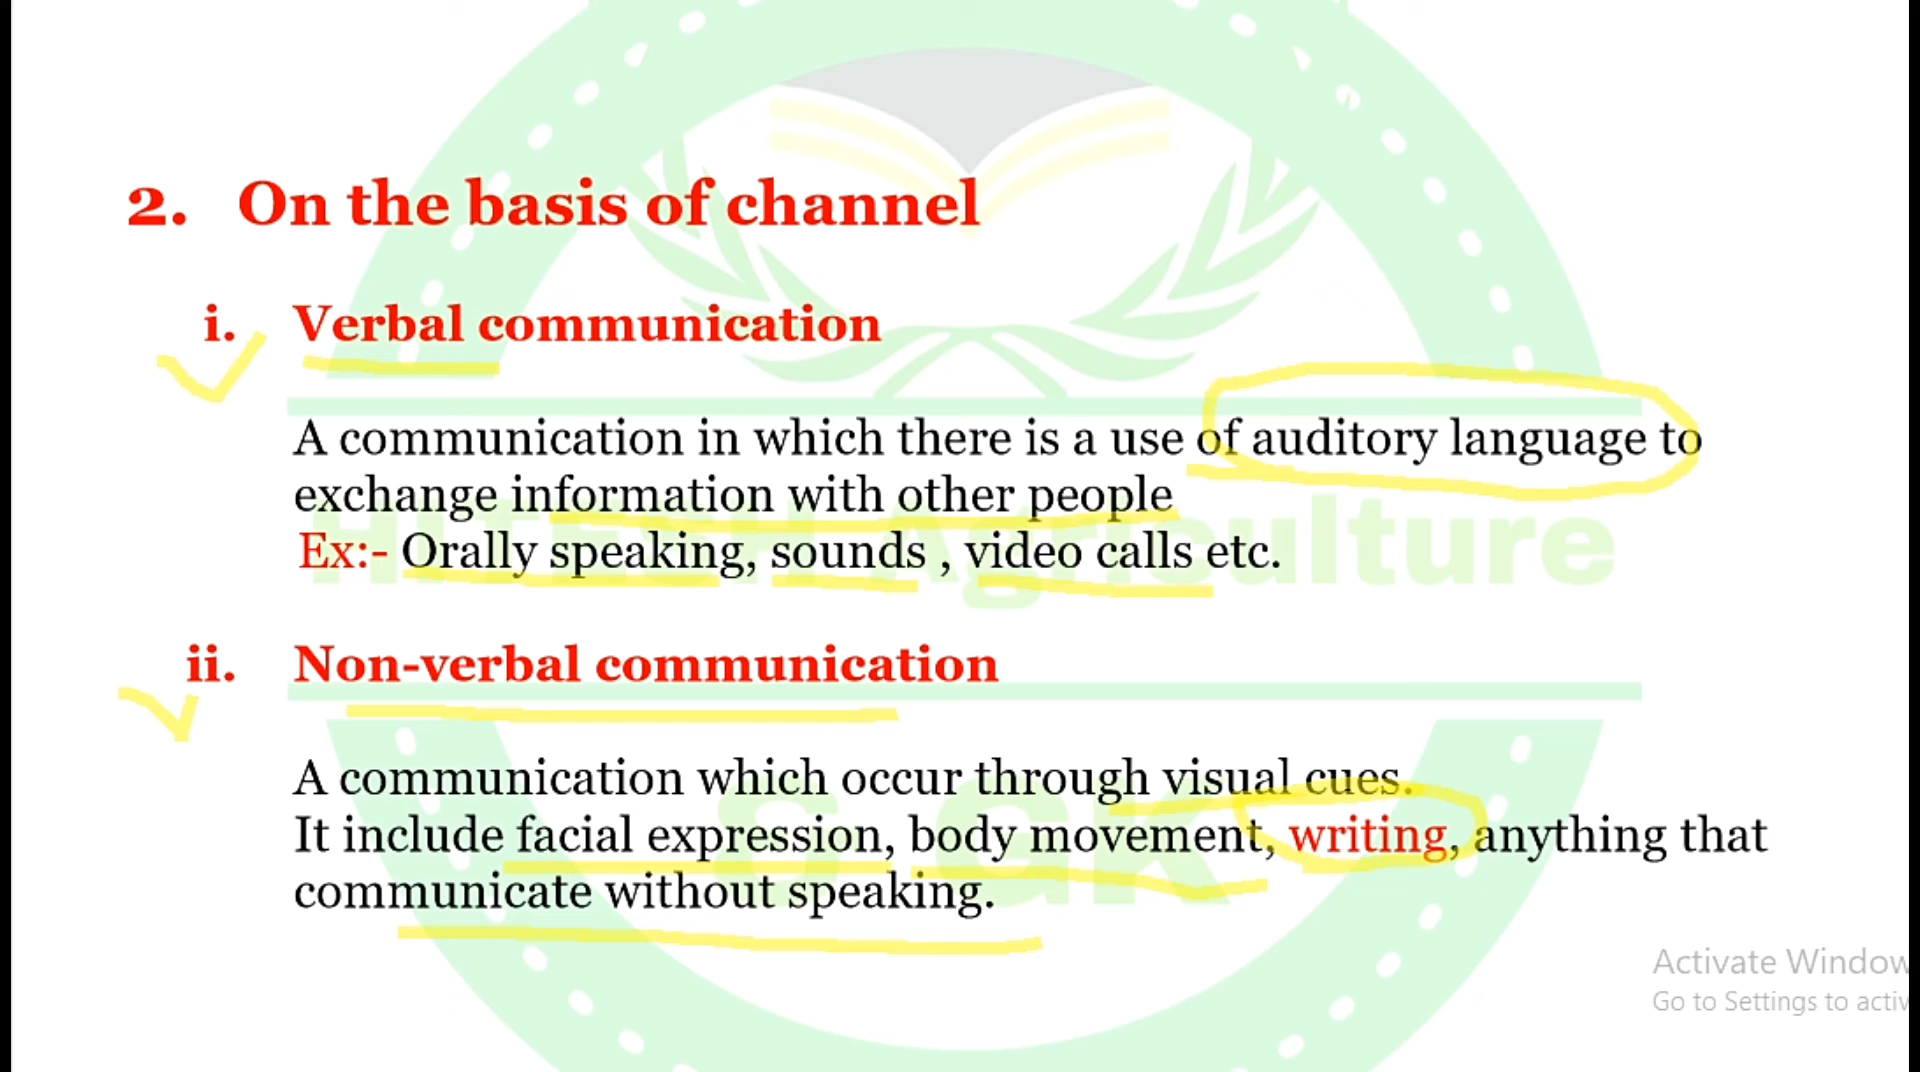 2. On the basis of channel
i. Verbal communication
A communication in which there is a use of auditory language to
exchange information with other people
Ex:- Orally speaking, sounds , video calls etc.
HITECH Agriculture
ii. Non-verbal communication
A communication which occur through visual cues.
It include facial expression, body movement, writing, anything that
communicate without speaking.
S GK
Activate Window
Go to Settings to activ